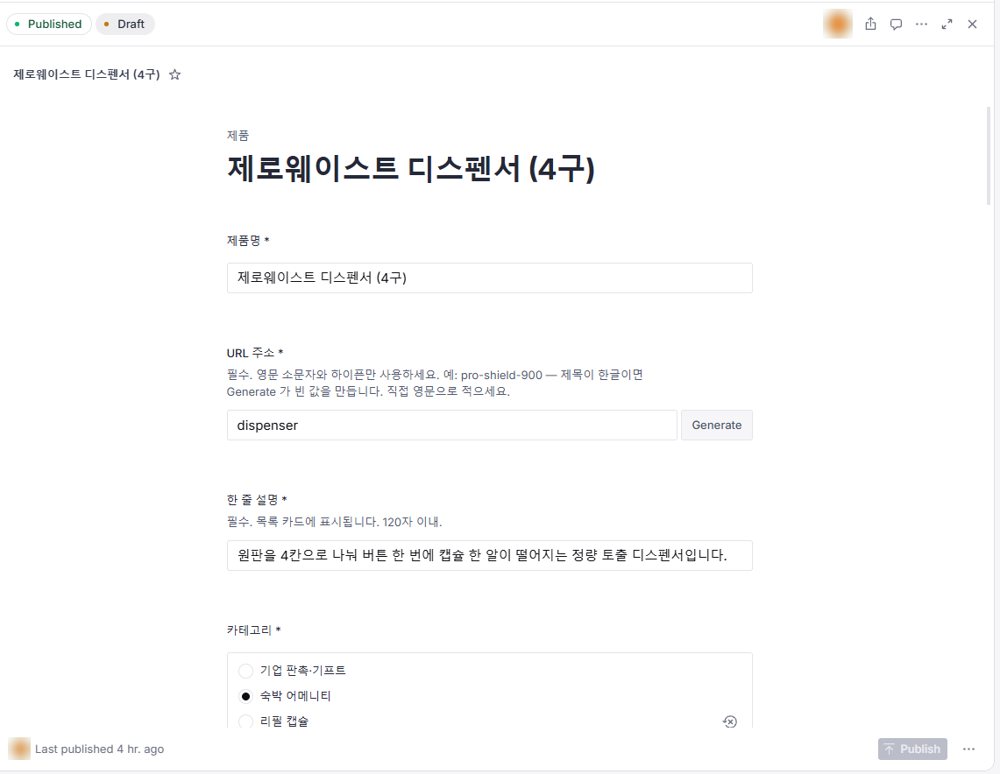 Published
Draft
제로웨이스트 디스펜서 (4구)
제품
제로웨이스트 디스펜서 (4구)
제품명 *
제로웨이스트 디스펜서 (4구)
URL 주소 *
필수. 영문 소문자와 하이픈만 사용하세요. 예: pro-shield-900 — 제목이 한글이면
Generate 가 빈 값을 만듭니다. 직접 영문으로 적으세요.
dispenser
Generate
한 줄 설명 *
필수. 목록 카드에 표시됩니다. 120자 이내.
원판을 4칸으로 나눠 버튼 한 번에 캡슐 한 알이 떨어지는 정량 토출 디스펜서입니다.
카테고리 *
기업 판촉·기프트
숙박 어메니티
리필 캡슐
Last published 4 hr. ago
Publish